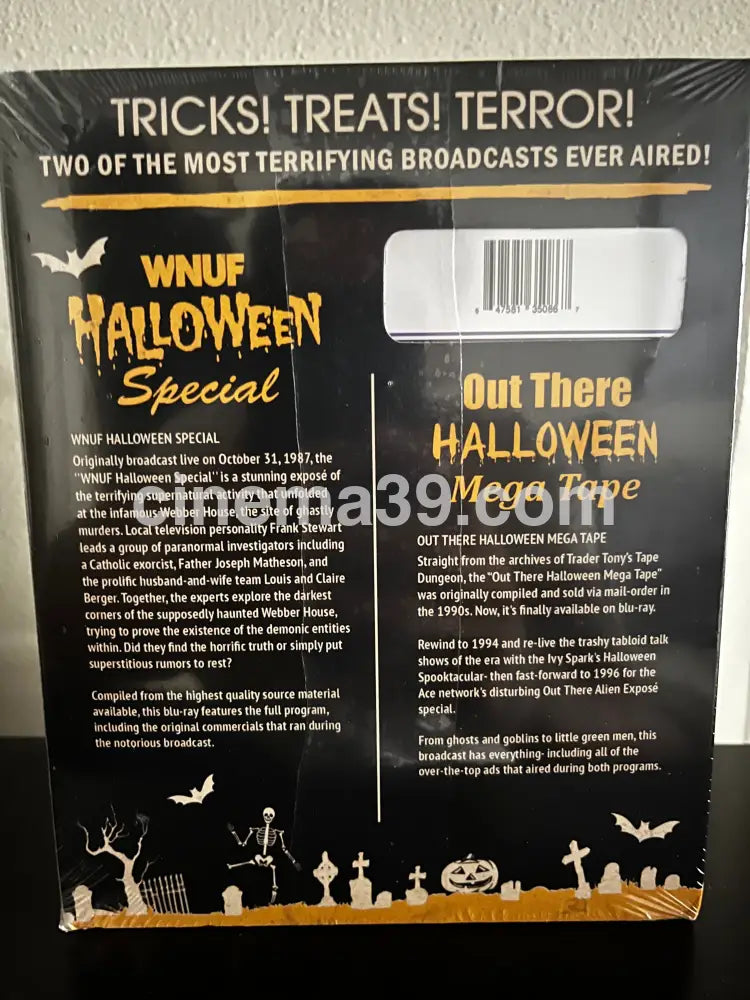 TRICKS! TREATS! TERROR!
TWO OF THE MOST TERRIFYING BROADCASTS EVER AIRED!
WNUF
HALLOWEEN
Special
WNUF HALLOWEEN SPECIAL
Originally broadcast live on October 31, 1987, the
"WNUF Halloween Special" is a stunning exposé of
the terrifying supernatural activity that unfolded
at the infamous Webber House, the site of ghastly
murders. Local television personality Frank Stewart
leads a group of paranormal investigators including
a Catholic exorcist, Father Joseph Matheson, and
the prolific husband-and-wife team Louis and Claire
Berger. Together, the experts explore the darkest
corners of the supposedly haunted Webber House,
trying to prove the existence of the demonic entities
within. Did they find the horrific truth or simply put
superstitious rumors to rest?
Compiled from the highest quality source material
available, this blu-ray features the full program,
including the original commercials that ran during
the notorious broadcast.
6 47581 35086 7
Out There
HALLOWEEN
Mega Tape
OUT THERE HALLOWEEN MEGA TAPE
Straight from the archives of Trader Tony's Tape
Dungeon, the "Out There Halloween Mega Tape"
was originally compiled and sold via mail-order in
the 1990s. Now, it's finally available on blu-ray.
Rewind to 1994 and re-live the trashy tabloid talk
shows of the era with the Ivy Spark's Halloween
Spooktacular- then fast-forward to 1996 for the
Ace network's disturbing Out There Alien Exposé
special.
From ghosts and goblins to little green men, this
broadcast has everything- including all of the
over-the-top ads that aired during both programs.
cinema39.com